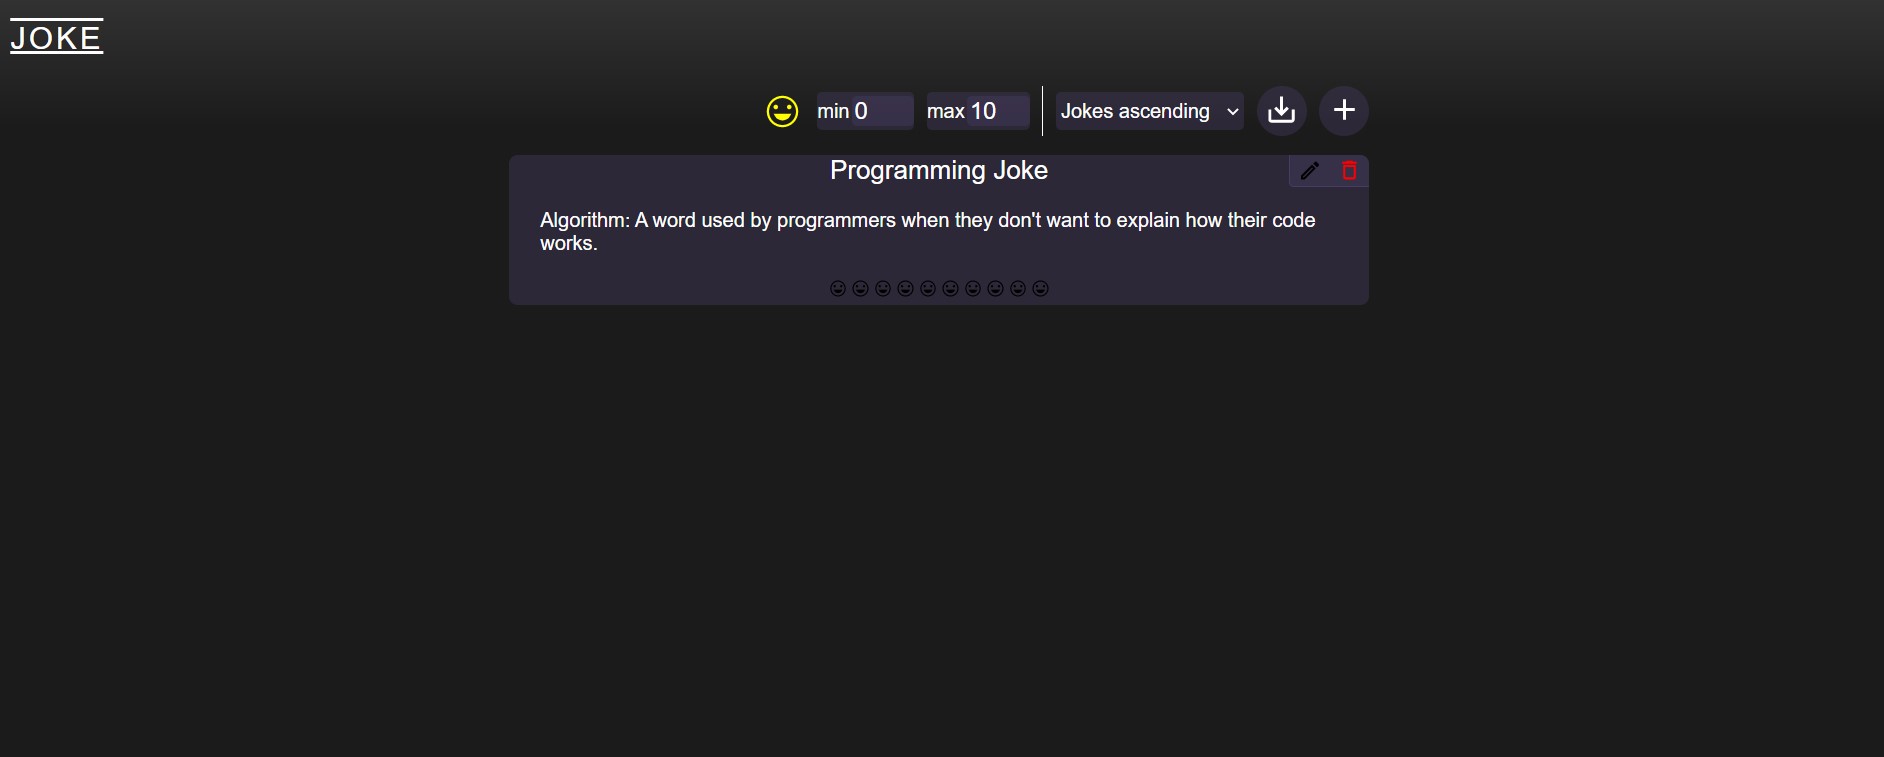 JOKE
min 0 max 10 Jokes ascending
Programming Joke
Algorithm: A word used by programmers when they don't want to explain how their code
works.